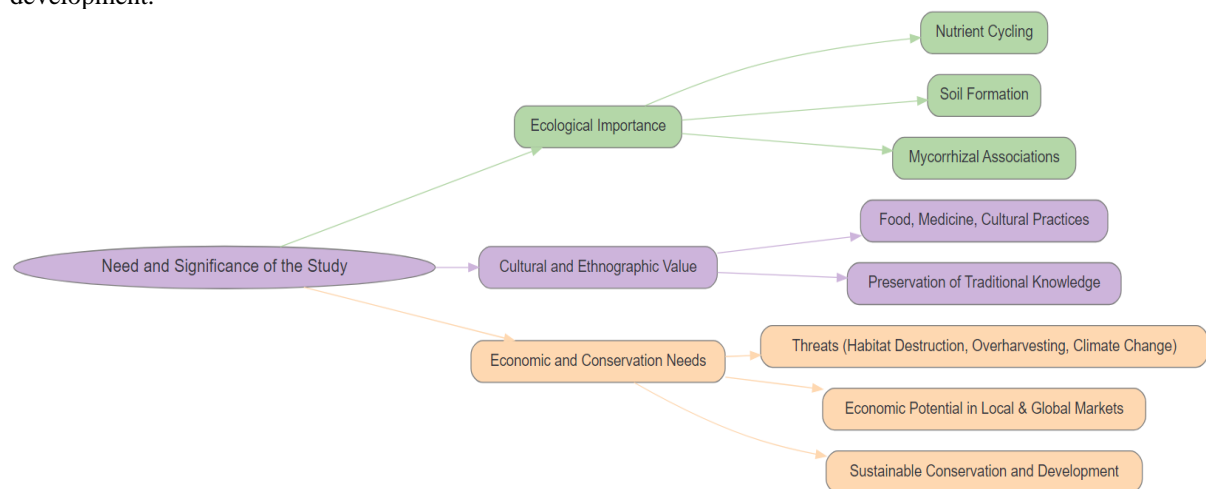 development.
Nutrient Cycling
Soil Formation
Ecological Importance
Mycorrhizal Associations
Food, Medicine, Cultural Practices
Need and Significance of the Study
Cultural and Ethnographic Value
Preservation of Traditional Knowledge
Threats (Habitat Destruction, Overharvesting, Climate Change)
Economic and Conservation Needs
Economic Potential in Local & Global Markets
Sustainable Conservation and Development